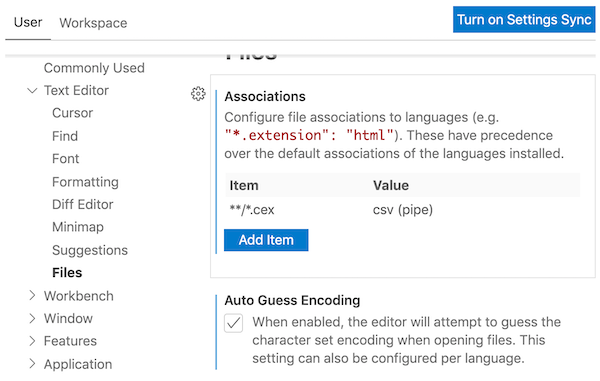 User
Workspace
Turn on Settings Sync
Files
Commonly Used
Text Editor
Cursor
Find
Font
Formatting
Diff Editor
Minimap
Suggestions
Files
Workbench
Window
Features
Application
Associations
Configure file associations to languages (e.g.
"*.extension": "html"). These have precedence
over the default associations of the languages installed.
Item Value
**/*.cex csv (pipe)
Add Item
Auto Guess Encoding
When enabled, the editor will attempt to guess the
character set encoding when opening files. This
setting can also be configured per language.